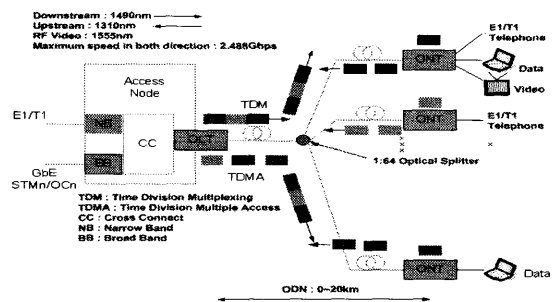 Downstream : 1490nm
Upstream : 1310nm
RF Video : 1555nm
Maximum speed in both direction : 2.488Gbps
Access
Node
E1/T1
NB
CC
OLT
BB
GbE
STMn/OCn
TDM
TDMA
1:64 Optical Splitter
ONT
E1/T1
Telephone
Data
Video
ONT
E1/T1
Telephone
ONT
Data
TDM : Time Division Multiplexing
TDMA : Time Division Multiple Access
CC : Cross Connect
NB : Narrow Band
BB : Broad Band
ODN : 0~20km